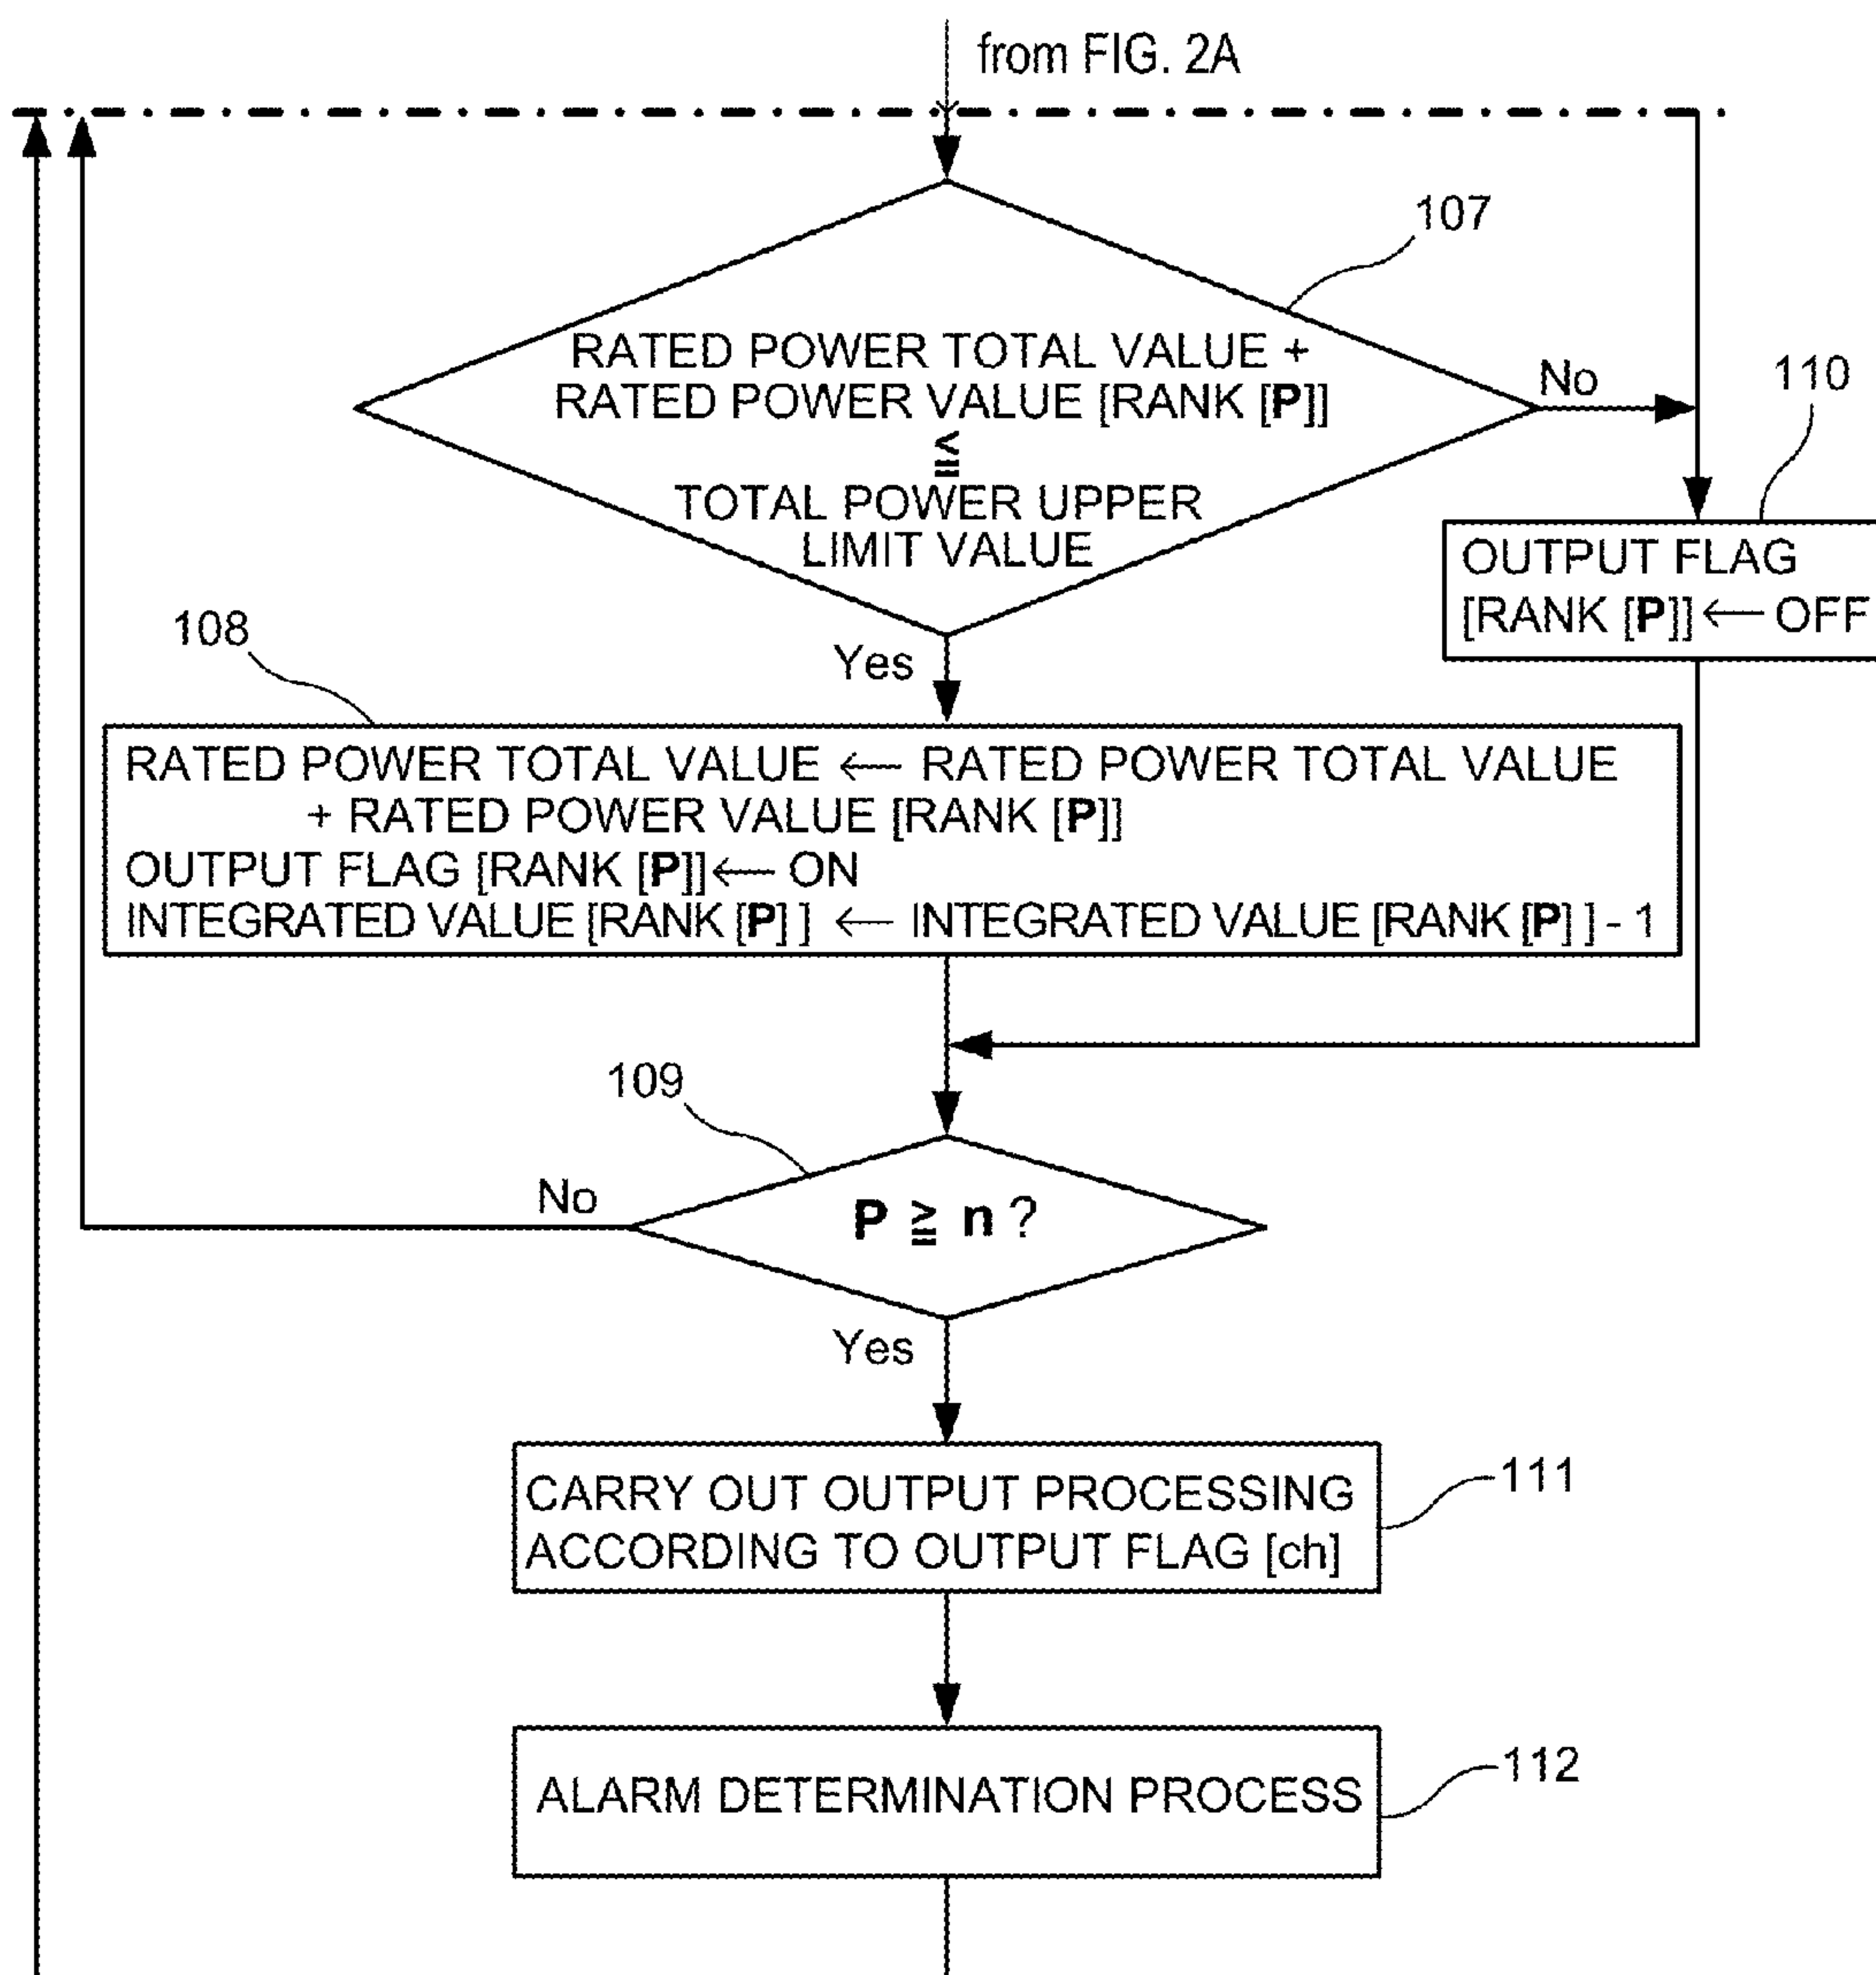 from FIG. 2A
107
RATED POWER TOTAL VALUE +
RATED POWER VALUE [RANK [P]]
≦
TOTAL POWER UPPER
LIMIT VALUE
No
110
OUTPUT FLAG
[RANK [P]] ← OFF
Yes
108
RATED POWER TOTAL VALUE ← RATED POWER TOTAL VALUE
+ RATED POWER VALUE [RANK [P]]
OUTPUT FLAG [RANK [P]] ← ON
INTEGRATED VALUE [RANK [P] ] ← INTEGRATED VALUE [RANK [P] ] - 1
109
No
P ≧ n ?
Yes
CARRY OUT OUTPUT PROCESSING
ACCORDING TO OUTPUT FLAG [ch]
111
ALARM DETERMINATION PROCESS
112